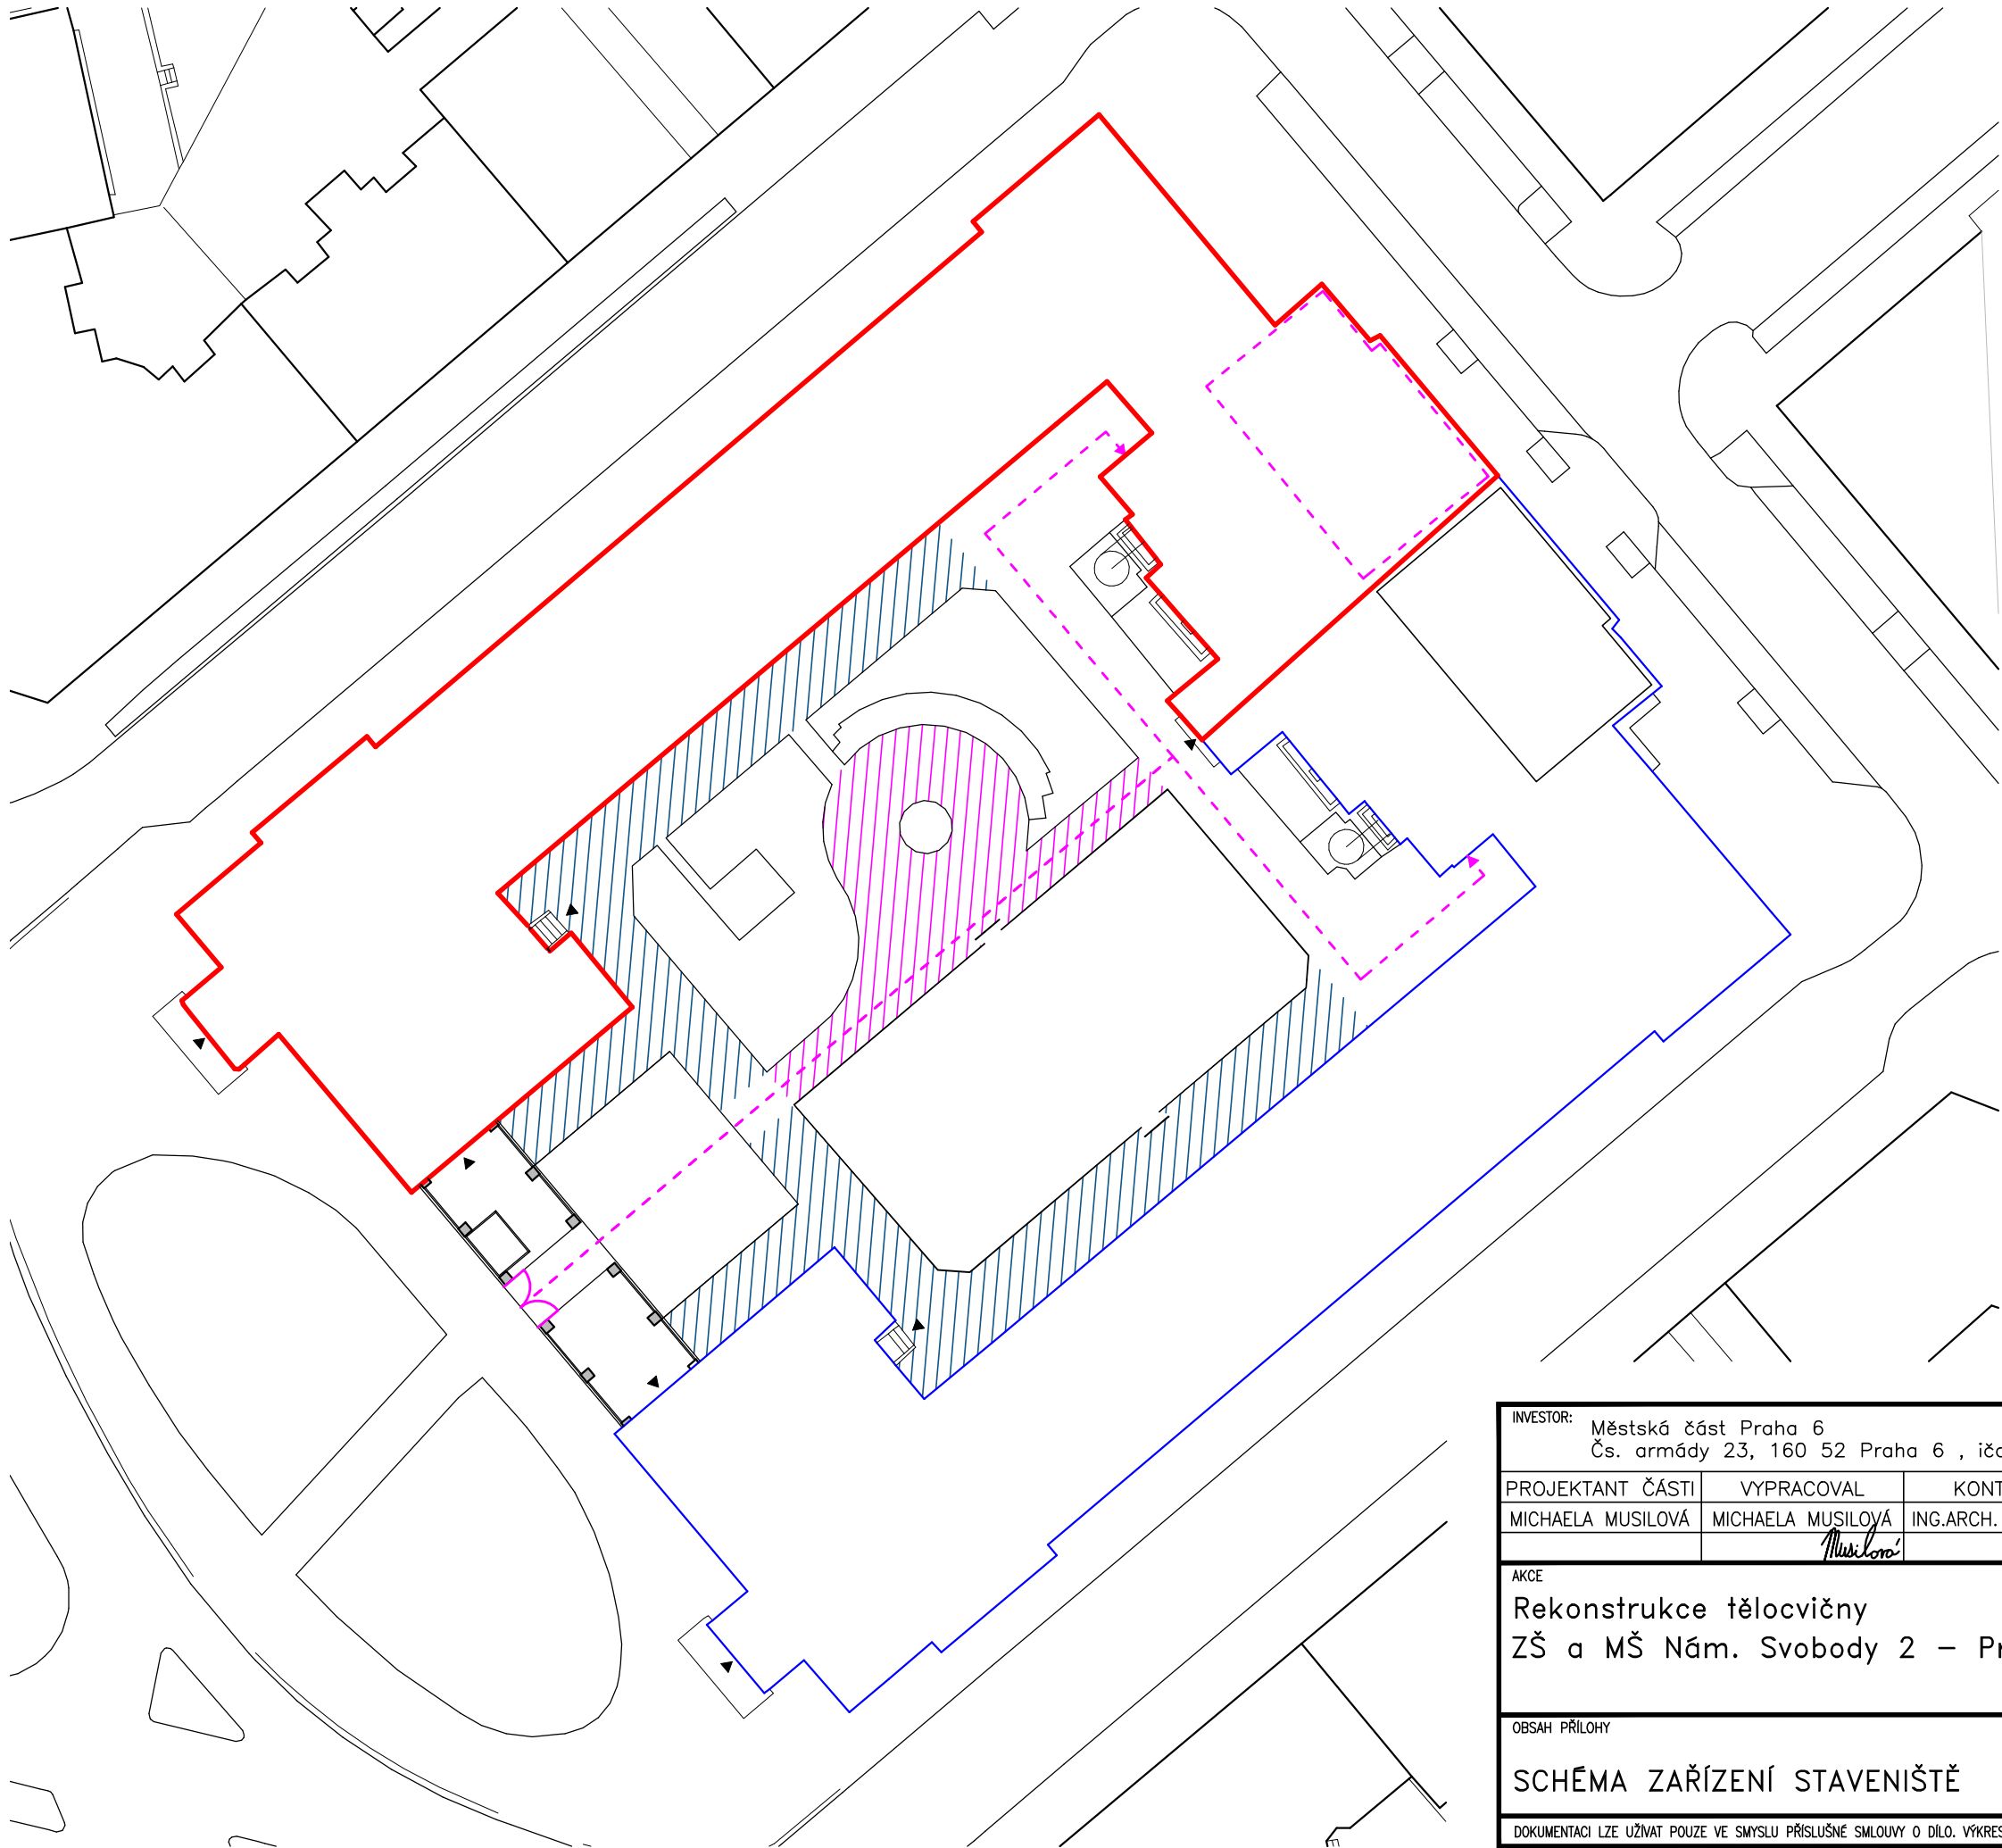 INVESTOR:
Městská část Praha 6
Čs. armády 23, 160 52 Praha 6 ,
PROJEKTANT ČÁSTI VYPRACOVAL
MICHAELA MUSILOVÁ MICHAELA MUSILOVÁ ING.ARCH.
Musilová
AKCE
Rekonstrukce tělocvičny
ZŠ a MŠ Nám. Svobody 2 –
OBSAH PŘÍLOHY
SCHÉMA ZAŘÍZENÍ STAVENIŠTĚ
DOKUMENTACI LZE UŽÍVAT POUZE VE SMYSLU PŘÍSLUŠNÉ SMLOUVY O DÍLO.